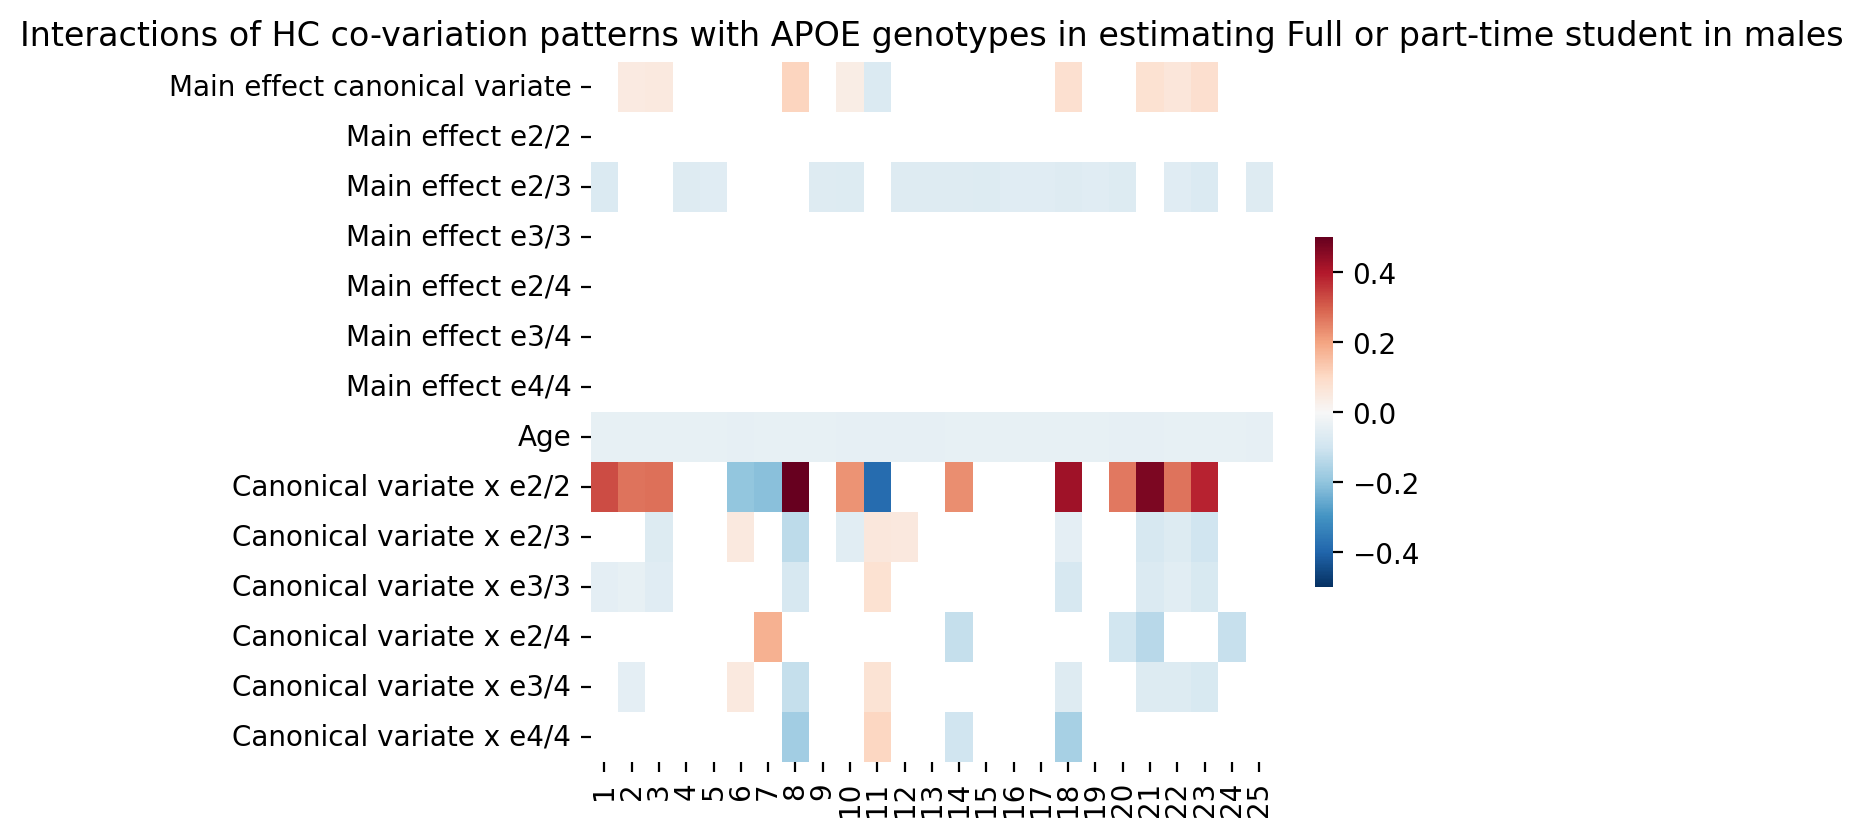 Interactions of HC co-variation patterns with APOE genotypes in estimating Full or part-time student in males
Main effect canonical variate
Main effect e2/2
Main effect e2/3
Main effect e3/3
Main effect e2/4
Main effect e3/4
Main effect e4/4
Age
Canonical variate x e2/2
Canonical variate x e2/3
Canonical variate x e3/3
Canonical variate x e2/4
Canonical variate x e3/4
Canonical variate x e4/4
1 2 3 4 5 6 7 8 9 10 11 12 13 14 15 16 17 18 19 20 21 22 23 24 25
0.4
0.2
0.0
−0.2
−0.4